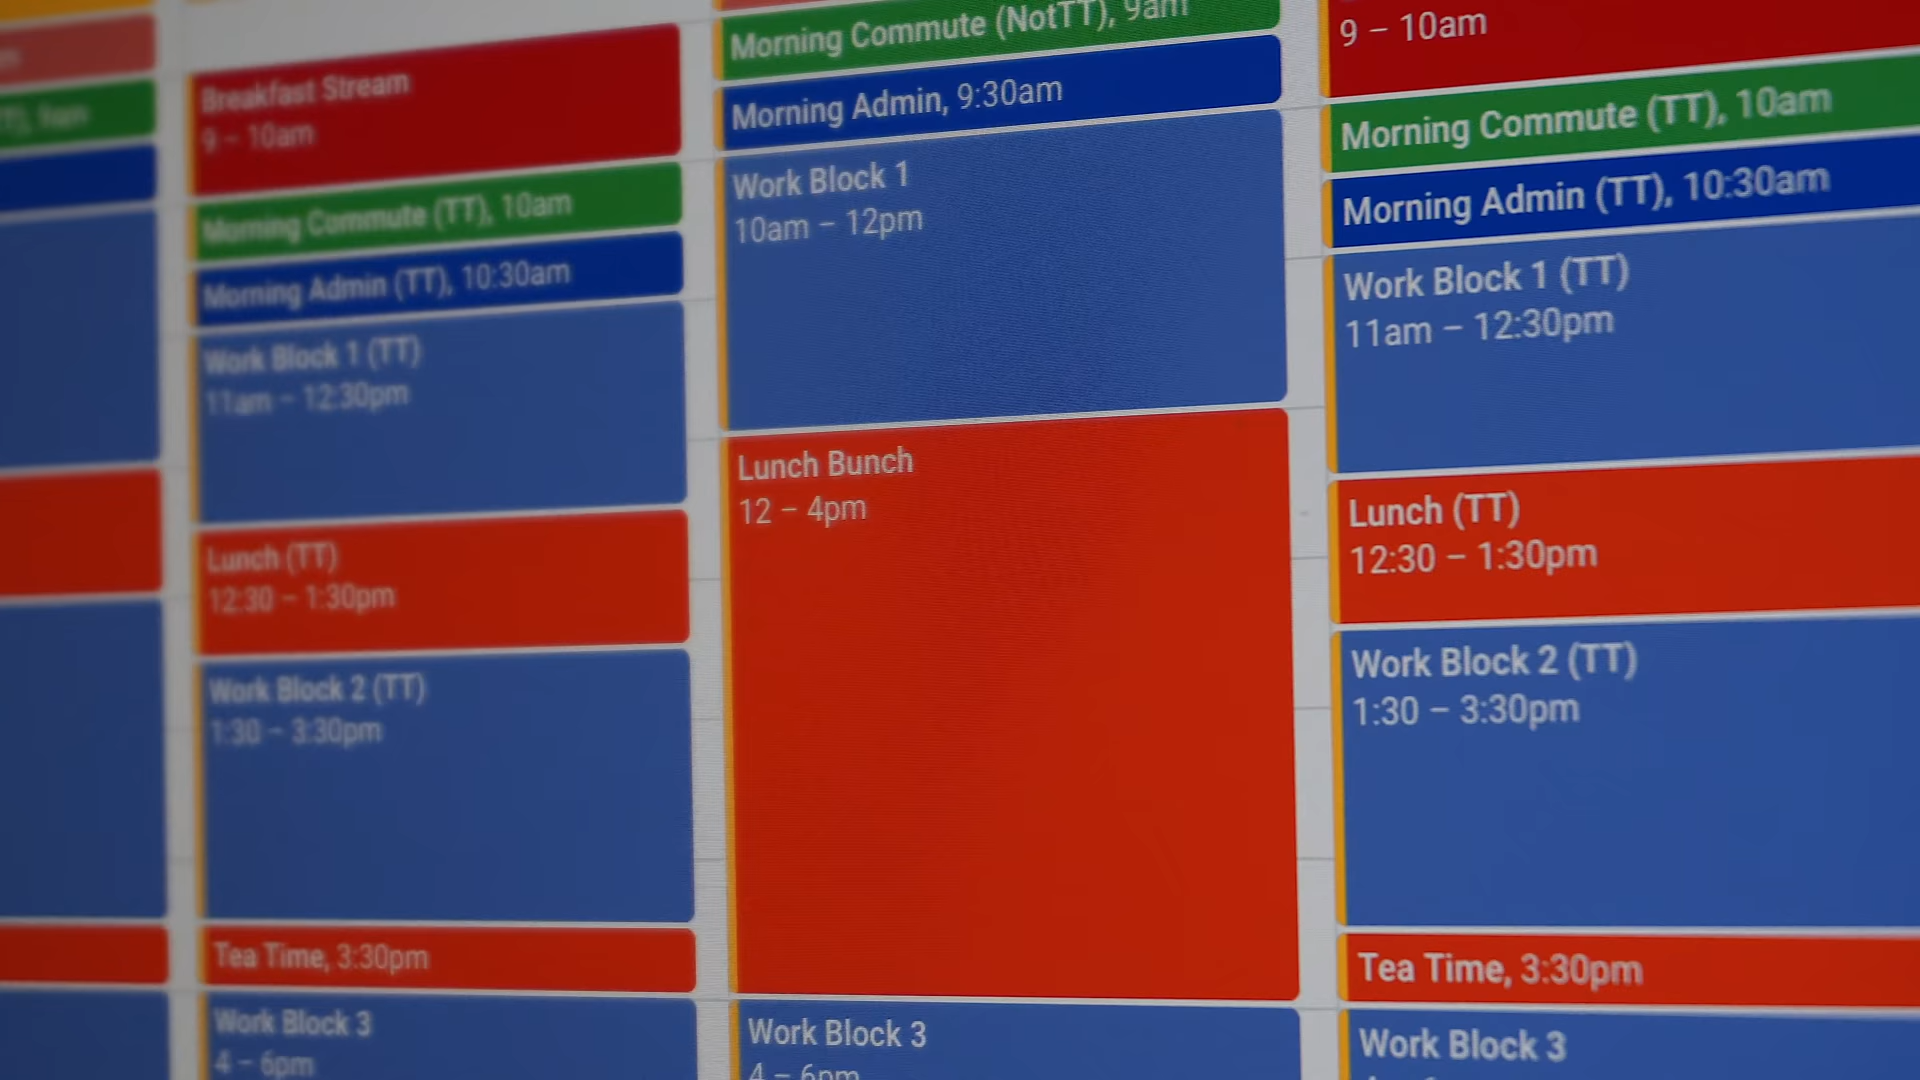 Breakfast Stream
9 – 10am
Morning Commute (TT), 10am
Morning Admin (TT), 10:30am
Work Block 1 (TT)
11am – 12:30pm
Lunch (TT)
12:30 – 1:30pm
Work Block 2 (TT)
1:30 – 3:30pm
Tea Time, 3:30pm
Work Block 3
4 – 6pm
Morning Commute (NotTT), 9am
Morning Admin, 9:30am
Work Block 1
10am – 12pm
Lunch Bunch
12 – 4pm
Work Block 3
4 – 6pm
9 – 10am
Morning Commute (TT), 10am
Morning Admin (TT), 10:30am
Work Block 1 (TT)
11am – 12:30pm
Lunch (TT)
12:30 – 1:30pm
Work Block 2 (TT)
1:30 – 3:30pm
Tea Time, 3:30pm
Work Block 3